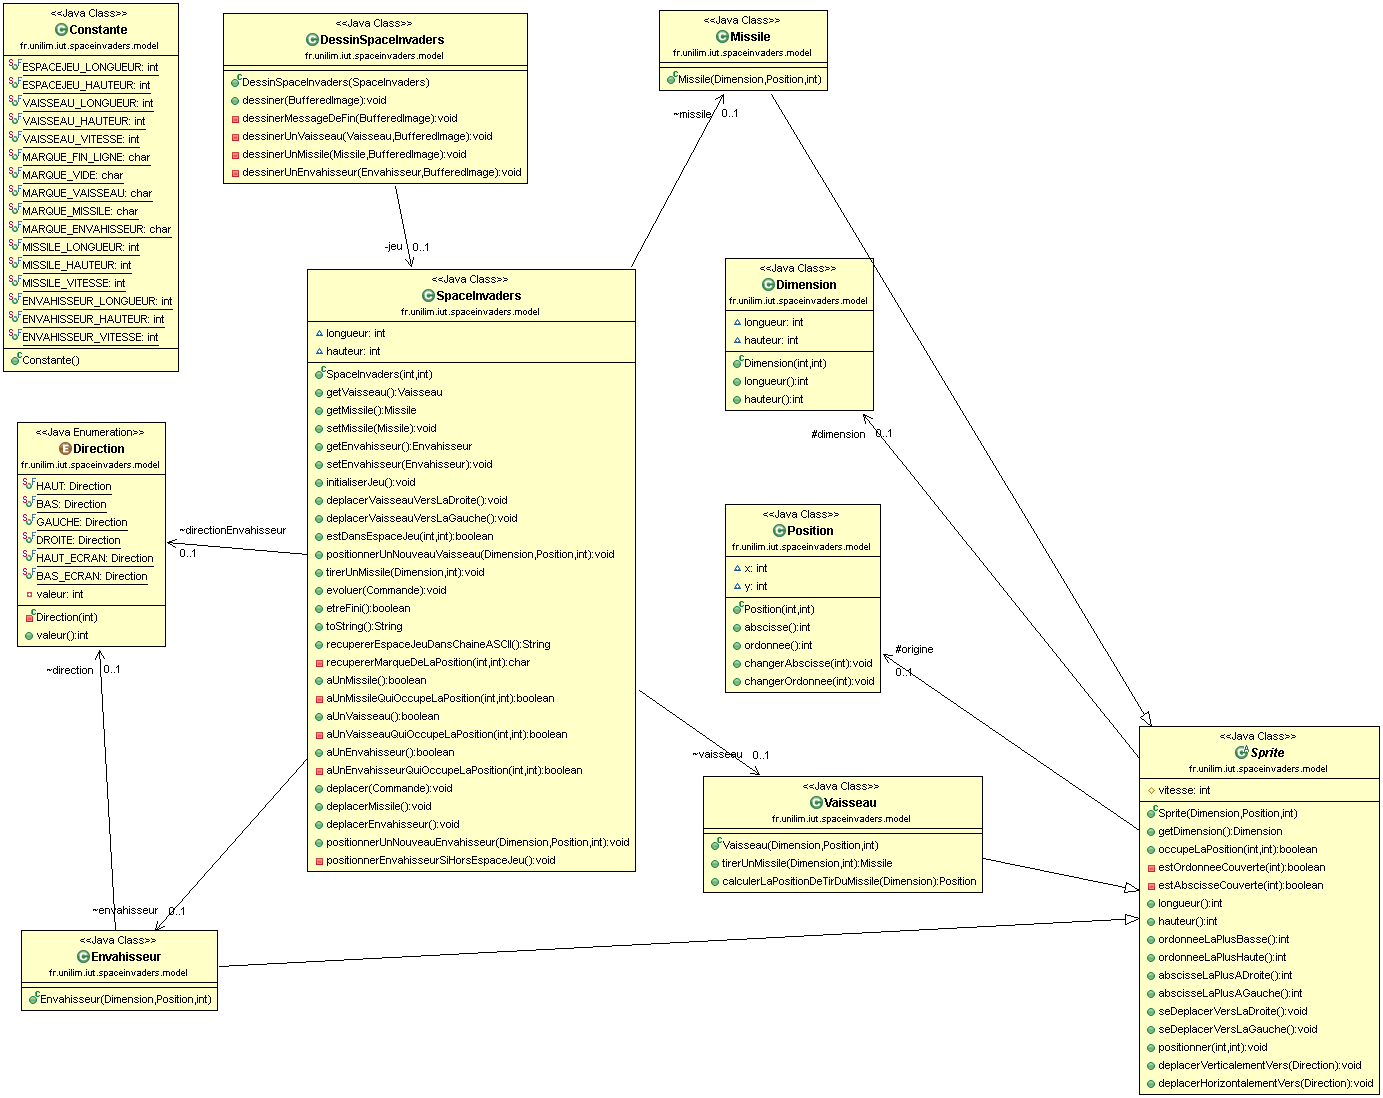 <<Java Class>>
Constante
fr.unilim.iut.spaceinvaders.model
ESPACEJEU_LONGUEUR: int
ESPACEJEU_HAUTEUR: int
VAISSEAU_LONGUEUR: int
VAISSEAU_HAUTEUR: int
VAISSEAU_VITESSE: int
MARQUE_FIN_LIGNE: char
MARQUE_VIDE: char
MARQUE_VAISSEAU: char
MARQUE_MISSILE: char
MARQUE_ENVAHISSEUR: char
MISSILE_LONGUEUR: int
MISSILE_HAUTEUR: int
MISSILE_VITESSE: int
ENVAHISSEUR_LONGUEUR: int
ENVAHISSEUR_HAUTEUR: int
ENVAHISSEUR_VITESSE: int
Constante()
<<Java Class>>
DessinSpaceInvaders
fr.unilim.iut.spaceinvaders.model
DessinSpaceInvaders(SpaceInvaders)
dessiner(BufferedImage):void
dessinerMessageDeFin(BufferedImage):void
dessinerUnVaisseau(Vaisseau,BufferedImage):void
dessinerUnMissile(Missile,BufferedImage):void
dessinerUnEnvahisseur(Envahisseur,BufferedImage):void
<<Java Class>>
Missile
fr.unilim.iut.spaceinvaders.model
Missile(Dimension,Position,int)
~missile 0..1
-jeu 0..1
<<Java Class>>
SpaceInvaders
fr.unilim.iut.spaceinvaders.model
longueur: int
hauteur: int
SpaceInvaders(int,int)
getVaisseau():Vaisseau
getMissile():Missile
setMissile(Missile):void
getEnvahisseur():Envahisseur
setEnvahisseur(Envahisseur):void
initialiserJeu():void
deplacerVaisseauVersLaDroite():void
deplacerVaisseauVersLaGauche():void
estDansEspaceJeu(int,int):boolean
positionnerUnNouveauVaisseau(Dimension,Position,int):void
tirerUnMissile(Dimension,int):void
evoluer(Commande):void
etreFini():boolean
toString():String
recupererEspaceJeuDansChaineASCII():String
recupererMarqueDeLaPosition(int,int):char
aUnMissile():boolean
aUnMissileQuiOccupeLaPosition(int,int):boolean
aUnVaisseau():boolean
aUnVaisseauQuiOccupeLaPosition(int,int):boolean
aUnEnvahisseur():boolean
aUnEnvahisseurQuiOccupeLaPosition(int,int):boolean
deplacer(Commande):void
deplacerMissile():void
deplacerEnvahisseur():void
positionnerUnNouveauEnvahisseur(Dimension,Position,int):void
positionnerEnvahisseurSiHorsEspaceJeu():void
<<Java Class>>
Dimension
fr.unilim.iut.spaceinvaders.model
longueur: int
hauteur: int
Dimension(int,int)
longueur():int
hauteur():int
#dimension 0..1
<<Java Enumeration>>
Direction
fr.unilim.iut.spaceinvaders.model
HAUT: Direction
BAS: Direction
GAUCHE: Direction
DROITE: Direction
HAUT_ECRAN: Direction
BAS_ECRAN: Direction
valeur: int
Direction(int)
valeur():int
~directionEnvahisseur
0..1
~direction 0..1
<<Java Class>>
Position
fr.unilim.iut.spaceinvaders.model
x: int
y: int
Position(int,int)
abscisse():int
ordonnee():int
changerAbscisse(int):void
changerOrdonnee(int):void
#origine
0..1
~vaisseau 0..1
<<Java Class>>
Vaisseau
fr.unilim.iut.spaceinvaders.model
Vaisseau(Dimension,Position,int)
tirerUnMissile(Dimension,int):Missile
calculerLaPositionDeTirDuMissile(Dimension):Position
<<Java Class>>
Sprite
fr.unilim.iut.spaceinvaders.model
vitesse: int
Sprite(Dimension,Position,int)
getDimension():Dimension
occupeLaPosition(int,int):boolean
estOrdonneeCouverte(int):boolean
estAbscisseCouverte(int):boolean
longueur():int
hauteur():int
ordonneeLaPlusBasse():int
ordonneeLaPlusHaute():int
abscisseLaPlusADroite():int
abscisseLaPlusAGauche():int
seDeplacerVersLaDroite():void
seDeplacerVersLaGauche():void
positionner(int,int):void
deplacerVerticalementVers(Direction):void
deplacerHorizontalementVers(Direction):void
~envahisseur 0..1
<<Java Class>>
Envahisseur
fr.unilim.iut.spaceinvaders.model
Envahisseur(Dimension,Position,int)